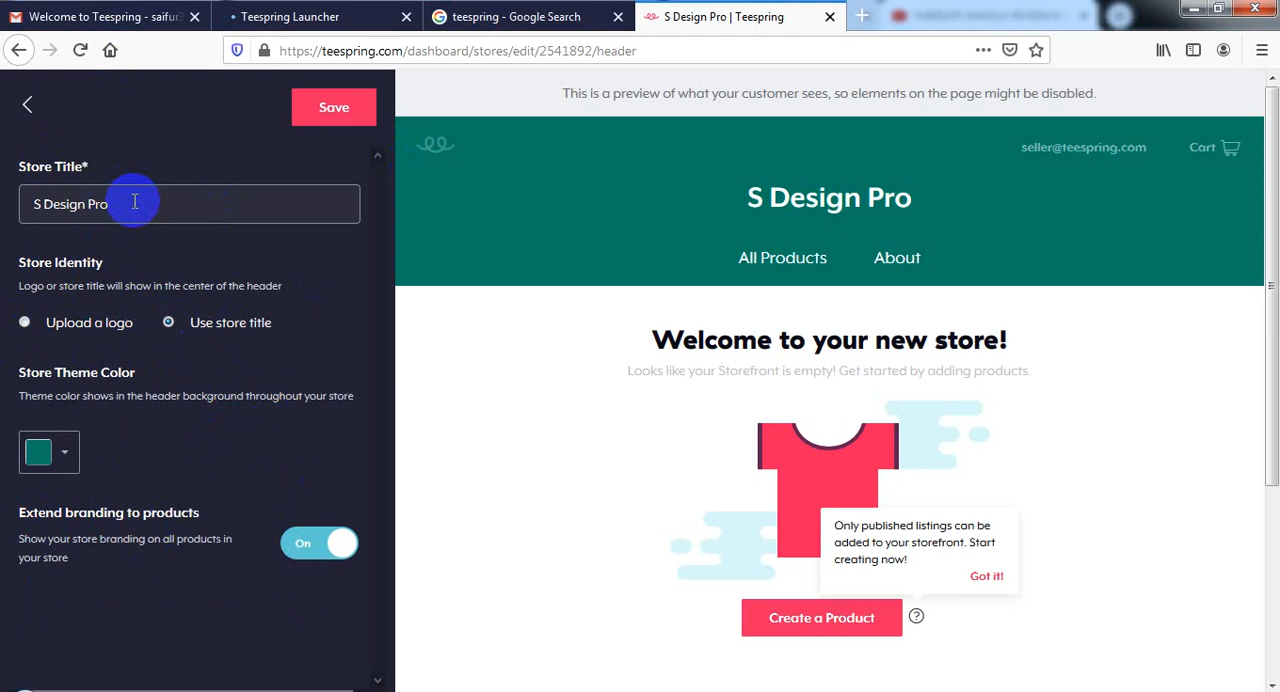 Welcome to Teespring - saifur
Teespring Launcher
teespring - Google Search
S Design Pro | Teespring
https://teespring.com/dashboard/stores/edit/2541892/header
This is a preview of what your customer sees, so elements on the page might be disabled.
Save
seller@teespring.com
Cart
Store Title*
S Design Pro
S Design Pro
All Products
About
Store Identity
Logo or store title will show in the center of the header
Upload a logo
Use store title
Welcome to your new store!
Looks like your Storefront is empty! Get started by adding products.
Store Theme Color
Theme color shows in the header background throughout your store
Extend branding to products
Show your store branding on all products in
your store
On
Only published listings can be
added to your storefront. Start
creating now!
Got it!
Create a Product